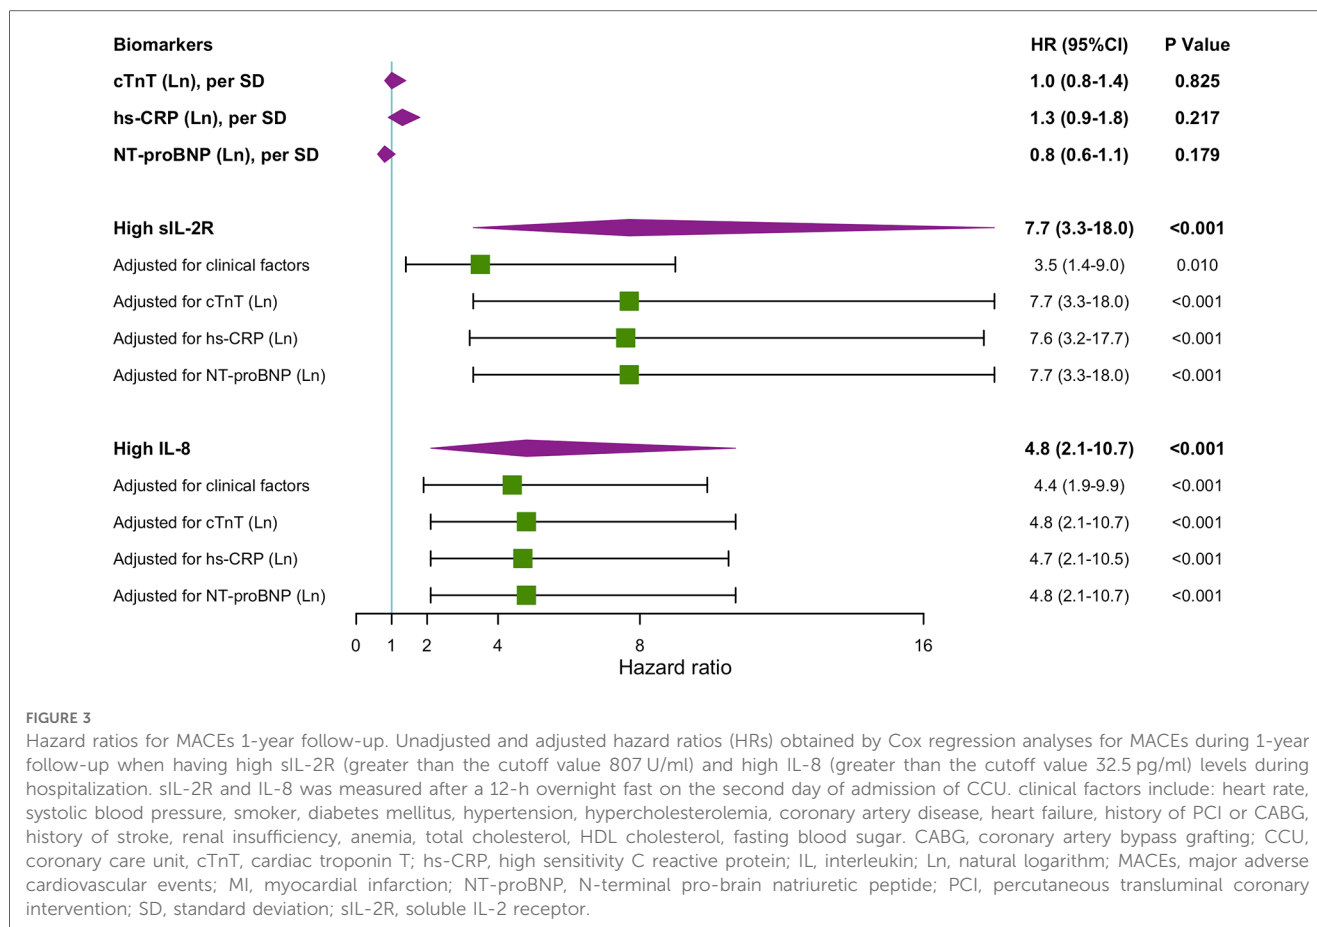 Biomarkers HR (95%CI) P Value
cTnT (Ln), per SD 1.0 (0.8-1.4) 0.825
hs-CRP (Ln), per SD 1.3 (0.9-1.8) 0.217
NT-proBNP (Ln), per SD 0.8 (0.6-1.1) 0.179
High sIL-2R 7.7 (3.3-18.0) <0.001
Adjusted for clinical factors 3.5 (1.4-9.0) 0.010
Adjusted for cTnT (Ln) 7.7 (3.3-18.0) <0.001
Adjusted for hs-CRP (Ln) 7.6 (3.2-17.7) <0.001
Adjusted for NT-proBNP (Ln) 7.7 (3.3-18.0) <0.001
High IL-8 4.8 (2.1-10.7) <0.001
Adjusted for clinical factors 4.4 (1.9-9.9) <0.001
Adjusted for cTnT (Ln) 4.8 (2.1-10.7) <0.001
Adjusted for hs-CRP (Ln) 4.7 (2.1-10.5) <0.001
Adjusted for NT-proBNP (Ln) 4.8 (2.1-10.7) <0.001
0 1 2 4 8 16
Hazard ratio
FIGURE 3
Hazard ratios for MACEs 1-year follow-up. Unadjusted and adjusted hazard ratios (HRs) obtained by Cox regression analyses for MACEs during 1-year
follow-up when having high sIL-2R (greater than the cutoff value 807 U/ml) and high IL-8 (greater than the cutoff value 32.5 pg/ml) levels during
hospitalization. sIL-2R and IL-8 was measured after a 12-h overnight fast on the second day of admission of CCU. clinical factors include: heart rate,
systolic blood pressure, smoker, diabetes mellitus, hypertension, hypercholesterolemia, coronary artery disease, heart failure, history of PCI or CABG,
history of stroke, renal insufficiency, anemia, total cholesterol, HDL cholesterol, fasting blood sugar. CABG, coronary artery bypass grafting; CCU,
coronary care unit, cTnT, cardiac troponin T; hs-CRP, high sensitivity C reactive protein; IL, interleukin; Ln, natural logarithm; MACEs, major adverse
cardiovascular events; MI, myocardial infarction; NT-proBNP, N-terminal pro-brain natriuretic peptide; PCI, percutaneous transluminal coronary
intervention; SD, standard deviation; sIL-2R, soluble IL-2 receptor.